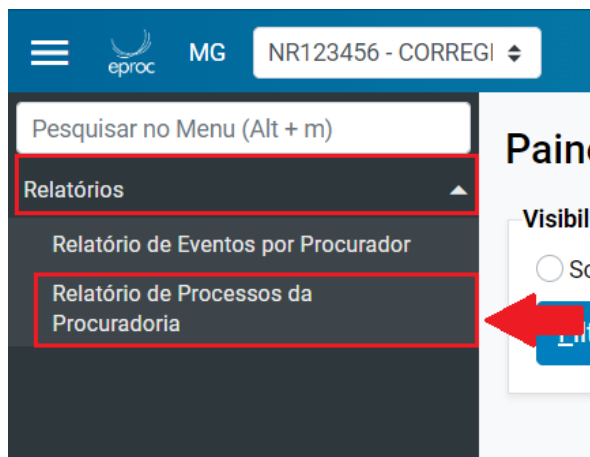 eproc MG NR123456 - CORREGI
Pesquisar no Menu (Alt + m)
Relatórios
Relatório de Eventos por Procurador
Relatório de Processos da
Procuradoria
Pain
Visibil